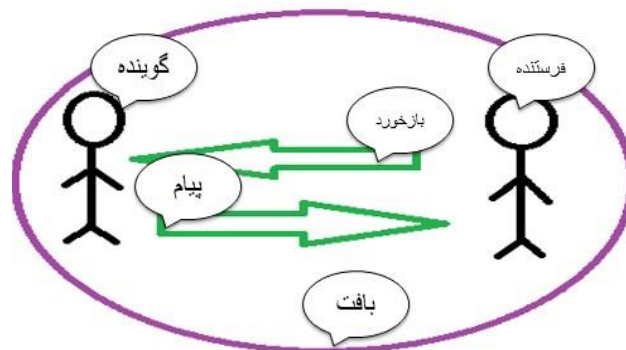 گوینده
فرستنده
بازخورد
پیام
بافت